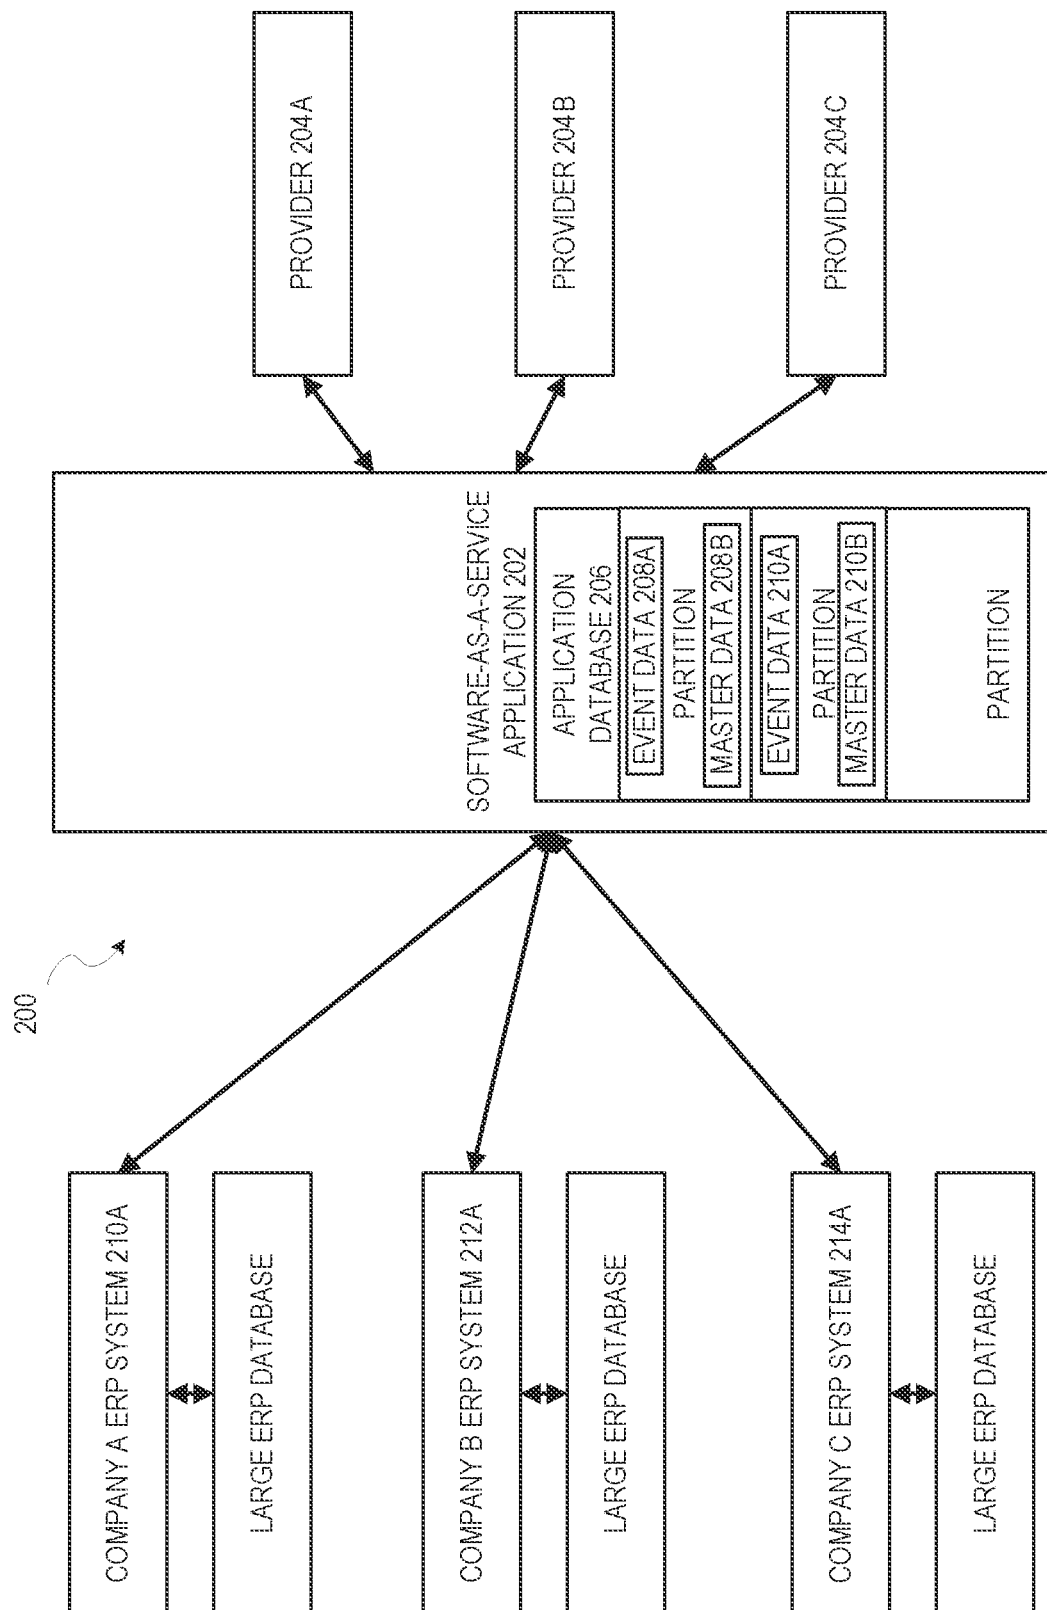 200
COMPANY A ERP SYSTEM 210A
LARGE ERP DATABASE
COMPANY B ERP SYSTEM 212A
LARGE ERP DATABASE
COMPANY C ERP SYSTEM 214A
LARGE ERP DATABASE
SOFTWARE-AS-A-SERVICE
APPLICATION 202
APPLICATION
DATABASE 206
EVENT DATA 208A
PARTITION
MASTER DATA 208B
EVENT DATA 210A
PARTITION
MASTER DATA 210B
PARTITION
PROVIDER 204A
PROVIDER 204B
PROVIDER 204C